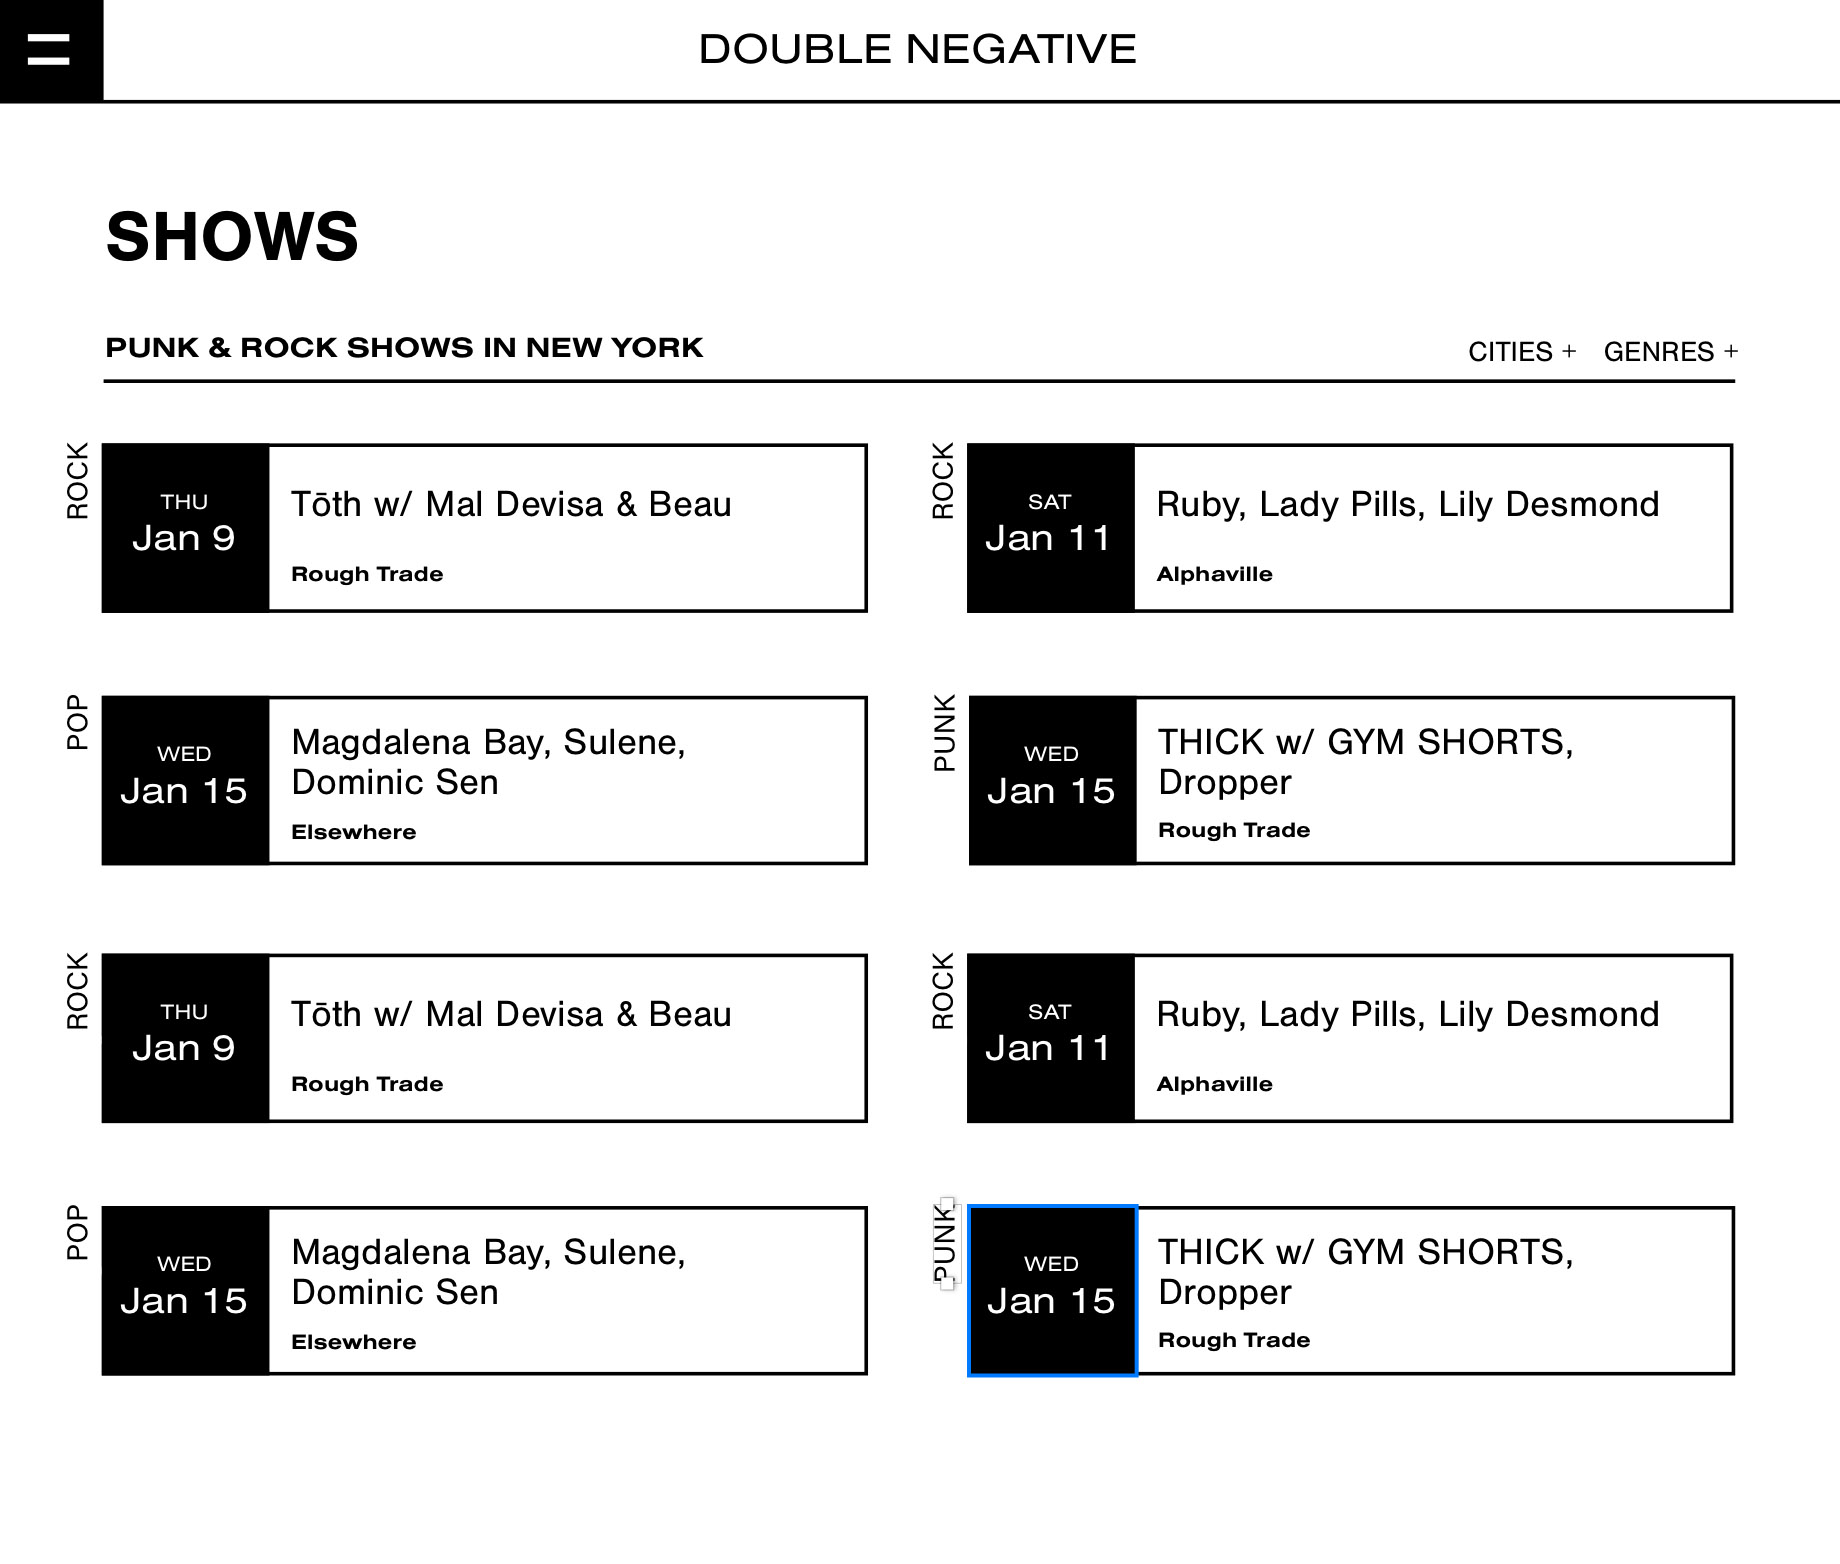 DOUBLE NEGATIVE
SHOWS
PUNK & ROCK SHOWS IN NEW YORK
CITIES + GENRES +
ROCK
THU
Jan 9
Tōth w/ Mal Devisa & Beau
Rough Trade
ROCK
SAT
Jan 11
Ruby, Lady Pills, Lily Desmond
Alphaville
POP
WED
Jan 15
Magdalena Bay, Sulene,
Dominic Sen
Elsewhere
PUNK
WED
Jan 15
THICK w/ GYM SHORTS,
Dropper
Rough Trade
ROCK
THU
Jan 9
Tōth w/ Mal Devisa & Beau
Rough Trade
ROCK
SAT
Jan 11
Ruby, Lady Pills, Lily Desmond
Alphaville
POP
WED
Jan 15
Magdalena Bay, Sulene,
Dominic Sen
Elsewhere
PUNK
WED
Jan 15
THICK w/ GYM SHORTS,
Dropper
Rough Trade